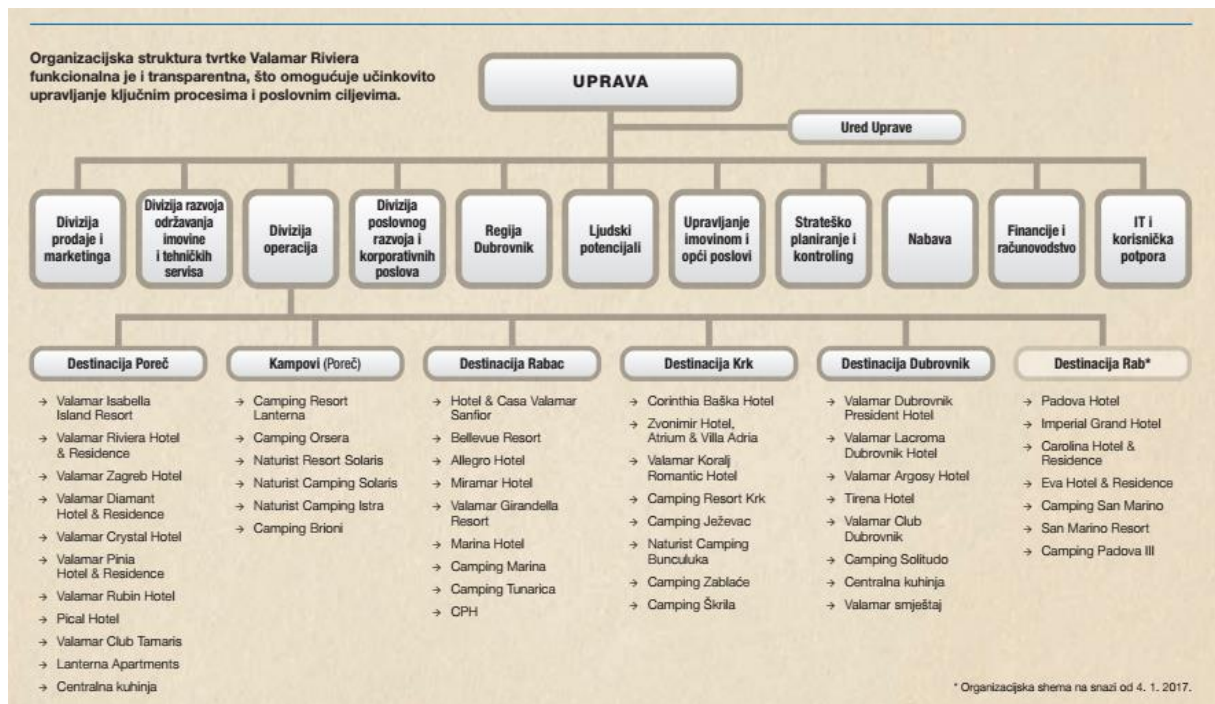 Organizacijska struktura tvrtke Valamar Riviera
funkcionalna je i transparentna, što omogućuje učinkovito
upravljanje ključnim procesima i poslovnim ciljevima.
UPRAVA
Ured Uprave
Divizija
prodaje i
marketinga
Divizija razvoja
održavanja
imovine
i tehničkih
servisa
Divizija
operacija
Divizija
poslovnog
razvoja i
korporativnih
poslova
Regija
Dubrovnik
Ljudski
potencijali
Upravljanje
imovinom i
opći poslovi
Strateško
planiranje i
kontroling
Nabava
Financije i
računovodstvo
IT i
korisnička
potpora
Destinacija Poreč
→ Valamar Isabella
Island Resort
→ Valamar Riviera Hotel
& Residence
→ Valamar Zagreb Hotel
→ Valamar Diamant
Hotel & Residence
→ Valamar Crystal Hotel
→ Valamar Pinia
Hotel & Residence
→ Valamar Rubin Hotel
→ Pical Hotel
→ Valamar Club Tamaris
→ Lanterna Apartments
→ Centralna kuhinja
Kampovi (Poreč)
→ Camping Resort
Lanterna
→ Camping Orsera
→ Naturist Resort Solaris
→ Naturist Camping Solaris
→ Naturist Camping Istra
→ Camping Brioni
Destinacija Rabac
→ Hotel & Casa Valamar
Sanfior
→ Bellevue Resort
→ Allegro Hotel
→ Miramar Hotel
→ Valamar Girandella
Resort
→ Marina Hotel
→ Camping Marina
→ Camping Tunarica
→ CPH
Destinacija Krk
→ Corinthia Baška Hotel
→ Zvonimir Hotel,
Atrium & Villa Adria
→ Valamar Koralj
Romantic Hotel
→ Camping Resort Krk
→ Camping Ježevac
→ Naturist Camping
Bunculuka
→ Camping Zablaće
→ Camping Škrila
Destinacija Dubrovnik
→ Valamar Dubrovnik
President Hotel
→ Valamar Lacroma
Dubrovnik Hotel
→ Valamar Argosy Hotel
→ Tirena Hotel
→ Valamar Club
Dubrovnik
→ Camping Solitudo
→ Centralna kuhinja
→ Valamar smještaj
Destinacija Rab*
→ Padova Hotel
→ Imperial Grand Hotel
→ Carolina Hotel &
Residence
→ Eva Hotel & Residence
→ Camping San Marino
→ San Marino Resort
→ Camping Padova III
* Organizacijska shema na snazi od 4. 1. 2017.